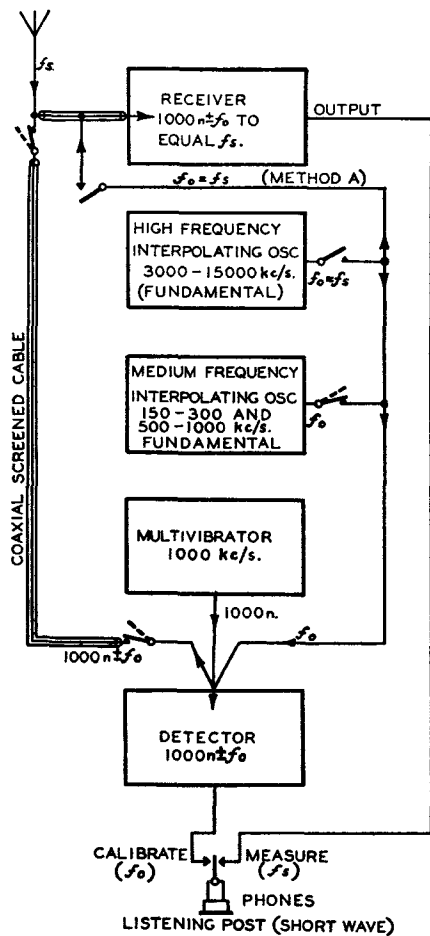 fs.
RECEIVER
1000n±fo TO
EQUAL fs.
OUTPUT
fo=fs (METHOD A)
HIGH FREQUENCY
INTERPOLATING OSC
3000-15000 kc/s.
(FUNDAMENTAL)
fo=fs
MEDIUM FREQUENCY
INTERPOLATING OSC
150-300 AND
500-1000 kc/s.
FUNDAMENTAL
fo
COAXIAL SCREENED CABLE
MULTIVIBRATOR
1000 kc/s.
1000n.
fo
1000n±fo
DETECTOR
1000n±fo
CALIBRATE
(fo)
MEASURE
(fs)
PHONES
LISTENING POST (SHORT WAVE)